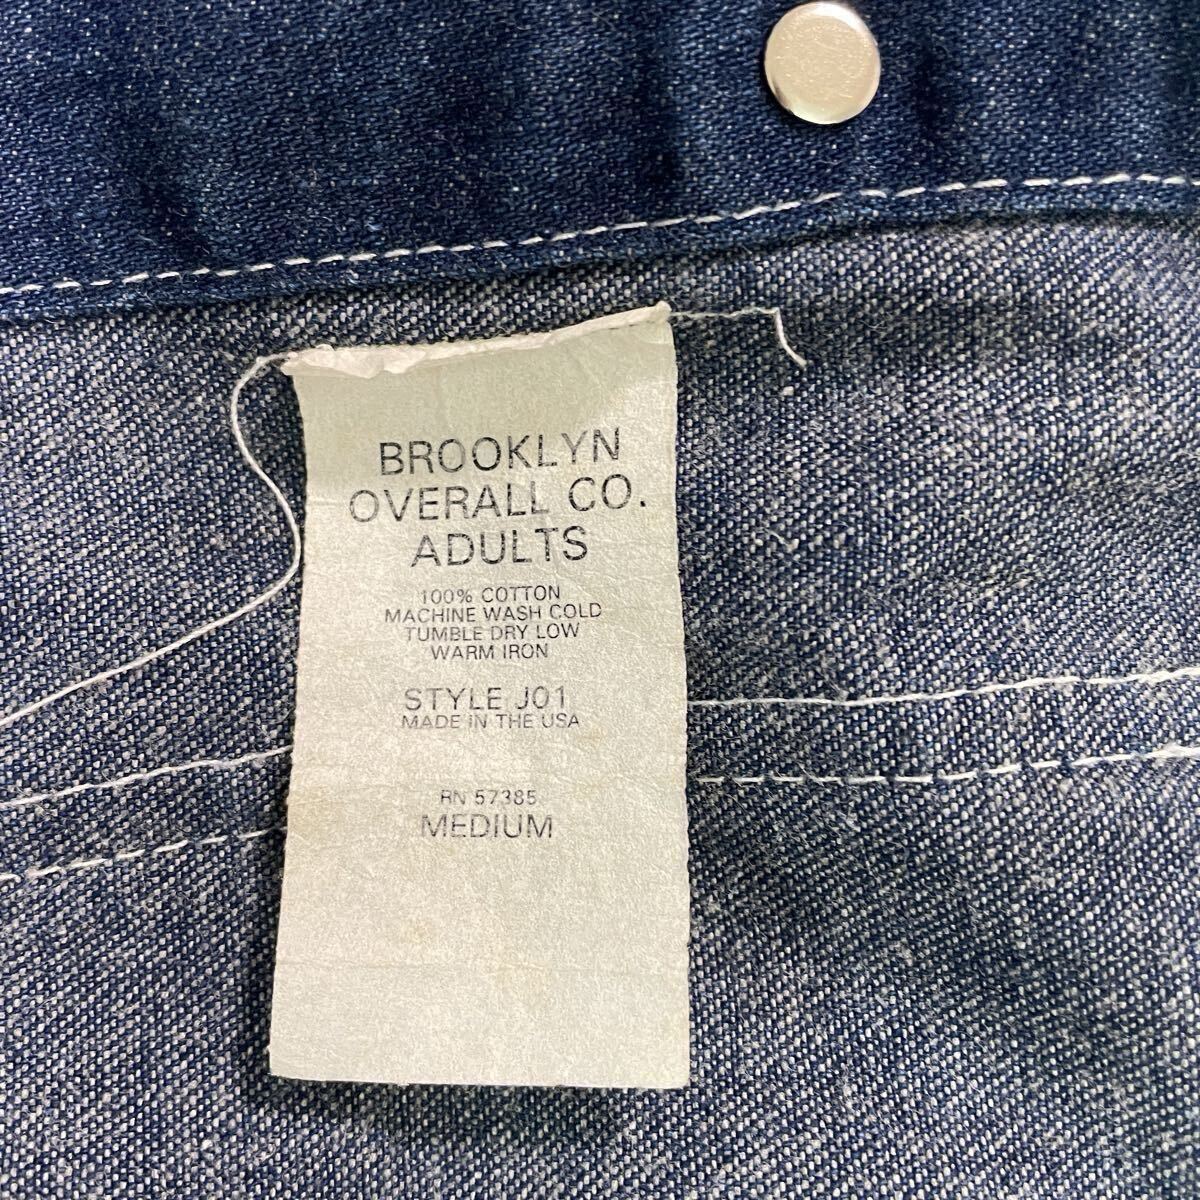 BROOKLYN
OVERALL CO.
ADULTS
100% COTTON
MACHINE WASH COLD
TUMBLE DRY LOW
WARM IRON
STYLE J01
MADE IN THE USA
RN 57385
MEDIUM